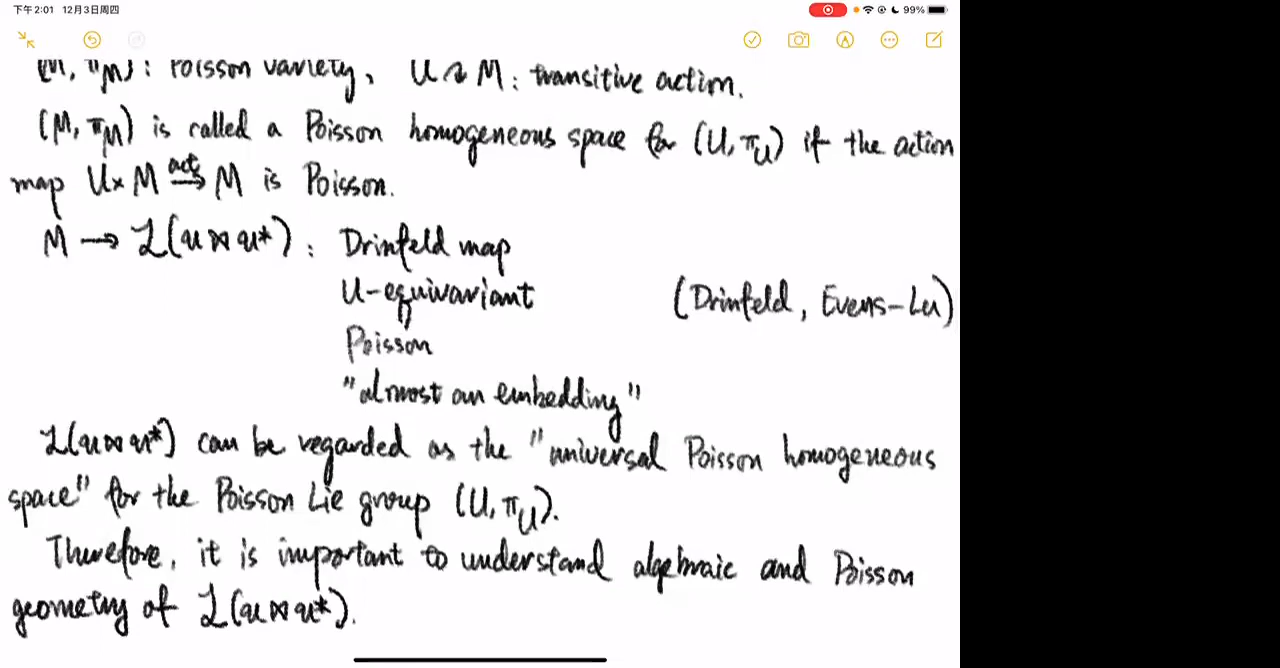 下午2:01 12月3日周四 99%
(M, π_M): Poisson variety, U ↷ M: transitive action.
(M, π_M) is called a Poisson homogeneous space for (U, π_U) if the action
map U×M →^{act} M is Poisson.
M → ℒ(𝔲⋈𝔲*): Drinfeld map
U-equivariant (Drinfeld, Evens-Lu)
Poisson
"almost an embedding"
ℒ(𝔲⋈𝔲*) can be regarded as the "universal Poisson homogeneous
space" for the Poisson Lie group (U, π_U).
Therefore, it is important to understand algebraic and Poisson
geometry of ℒ(𝔲⋈𝔲*).